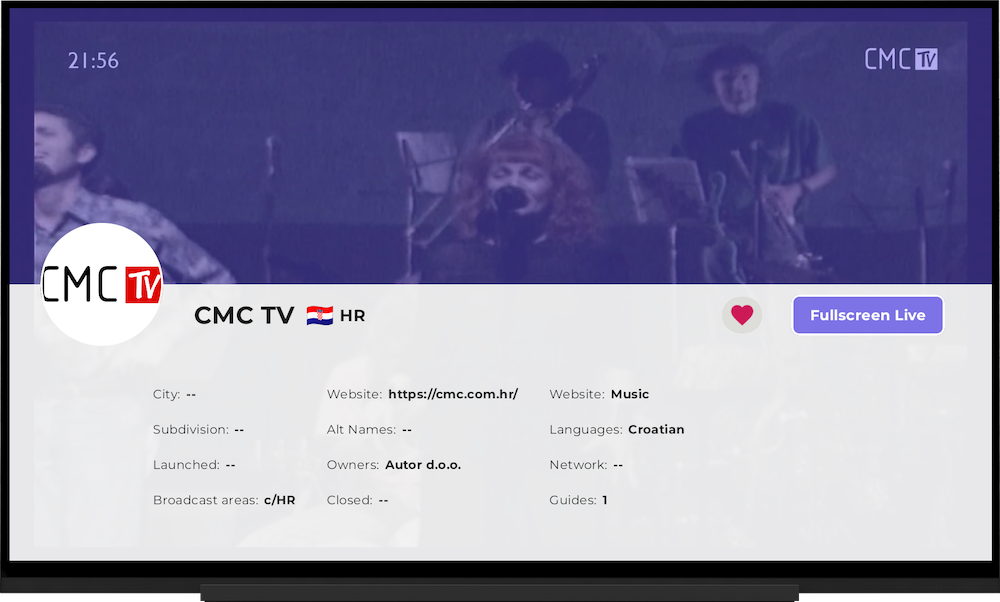 21:56
CMC TV
CMC TV
CMC TV HR
Fullscreen Live
City: --
Website: https://cmc.com.hr/
Website: Music
Subdivision: --
Alt Names: --
Languages: Croatian
Launched: --
Owners: Autor d.o.o.
Network: --
Broadcast areas: c/HR
Closed: --
Guides: 1